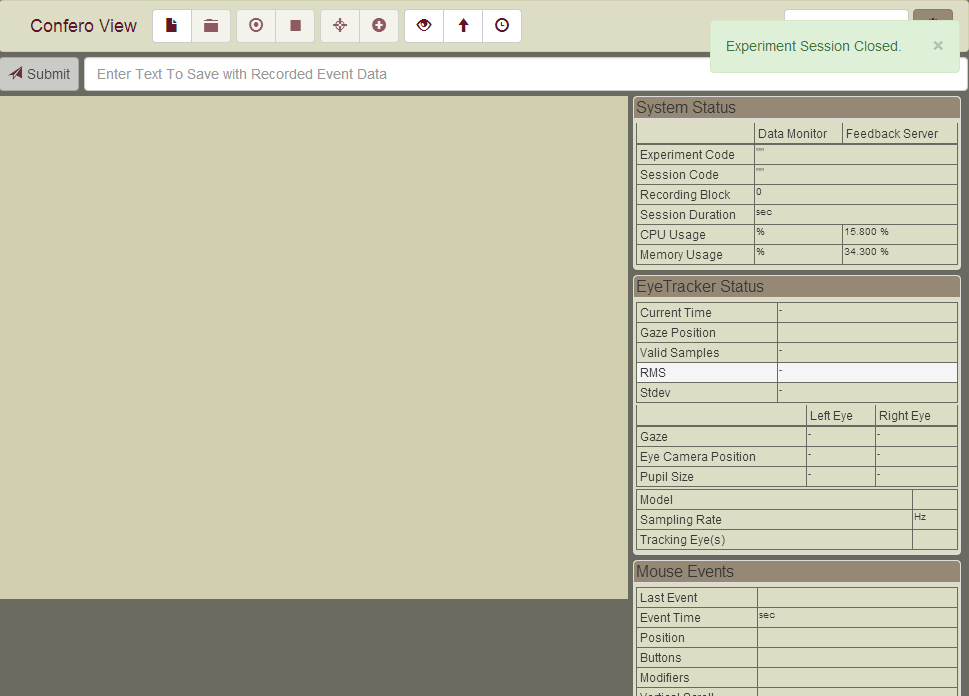 Confero View
Experiment Session Closed. ×
Submit Enter Text To Save with Recorded Event Data
System Status
Data Monitor Feedback Server
Experiment Code ""
Session Code ""
Recording Block 0
Session Duration sec
CPU Usage % 15.800 %
Memory Usage % 34.300 %
EyeTracker Status
Current Time -
Gaze Position
Valid Samples -
RMS -
Stdev -
Left Eye Right Eye
Gaze - -
Eye Camera Position - -
Pupil Size - -
Model
Sampling Rate Hz
Tracking Eye(s)
Mouse Events
Last Event
Event Time sec
Position
Buttons
Modifiers
Vertical Scroll